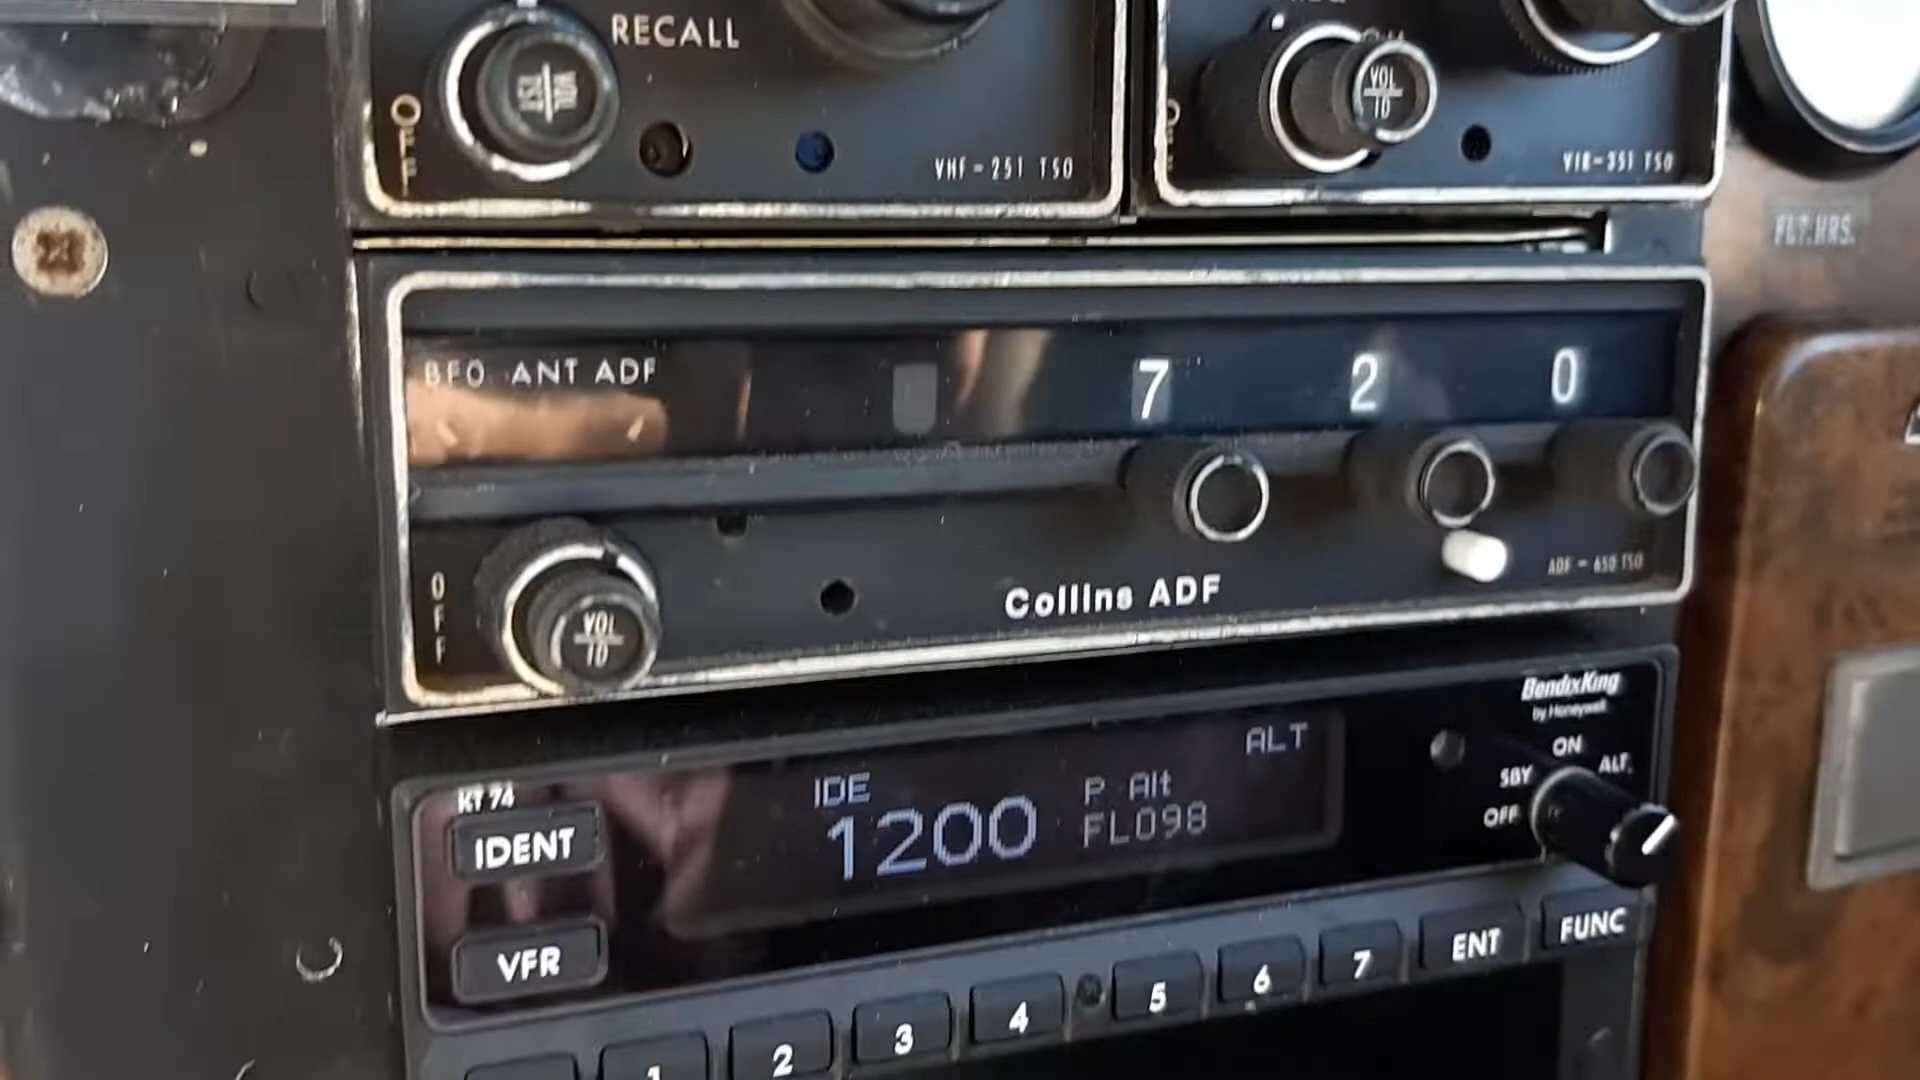 RECALL
OFF
VOL
TST
VHF-251 TSO
VOL
ID
VIR-351 TSO
FLT.HRS.
BFO ANT ADF
7 2 0
OFF
VOL
ID
Collins ADF
ADF-650 TSO
BendixKing
by Honeywell
KT 74
IDENT
VFR
IDE
1200
P Alt
FL098
ALT
OFF
SBY
ON
ALT
1 2 3 4 5 6 7 ENT FUNC